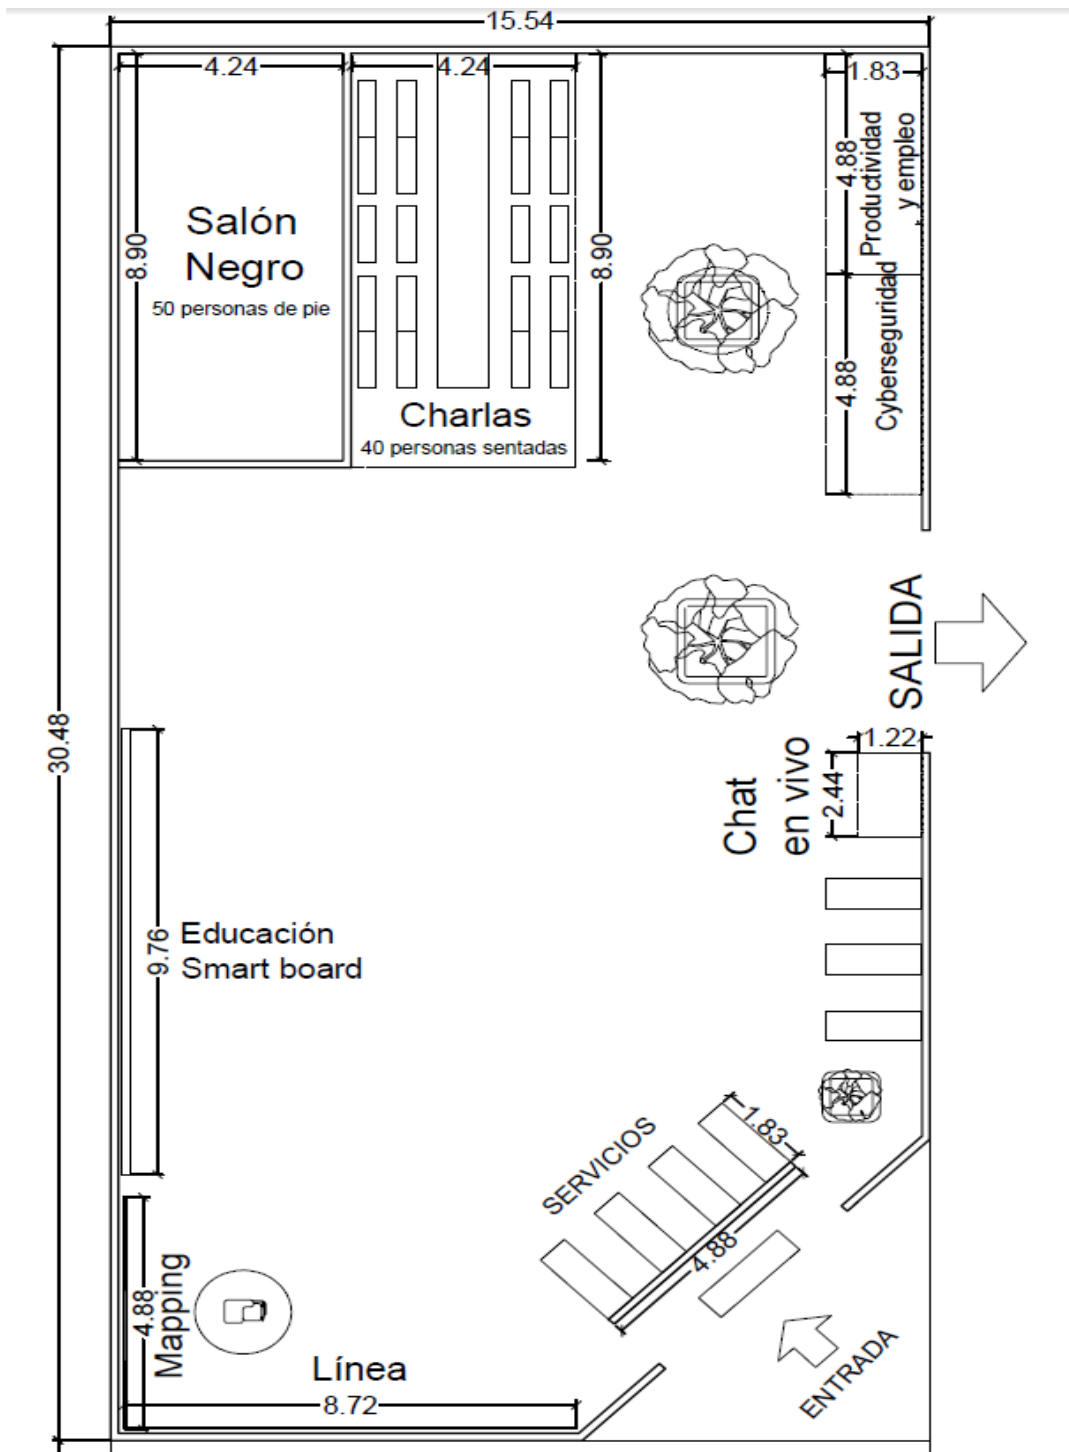 15.54
4.24
4.24
1.83
4.88
Productividad
y empleo
8.90
Salón
Negro
50 personas de pie
8.90
Charlas
40 personas sentadas
4.88
Cyberseguridad
SALIDA
30.48
1.22
2.44
Chat
en vivo
9.76
Educación
Smart board
SERVICIOS
1.83
4.88
ENTRADA
4.88
Mapping
Línea
8.72